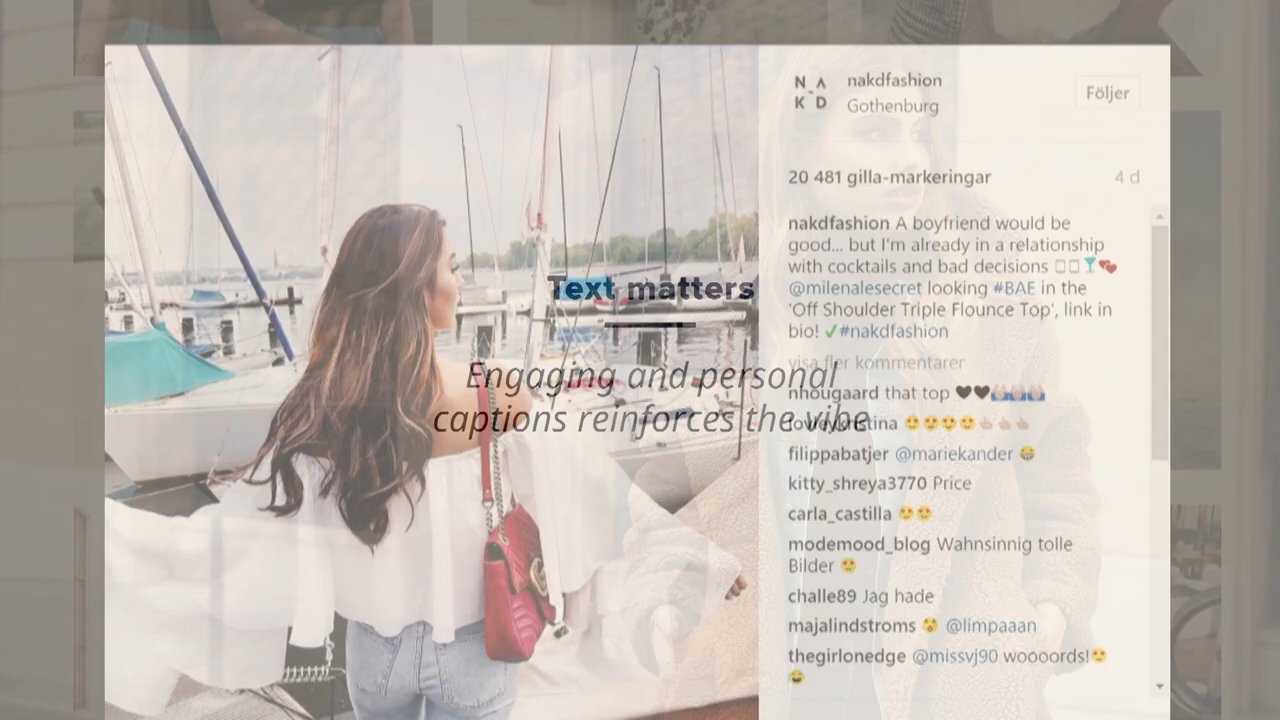 N A
K D
nakdfashion
Gothenburg
Följer
20 481 gilla-markeringar
4 d
nakdfashion A boyfriend would be
good... but I'm already in a relationship
with cocktails and bad decisions 🍸💕
@milenalesecret looking #BAE in the
'Off Shoulder Triple Flounce Top', link in
bio! ✓#nakdfashion
visa fler kommentarer
nhougaard that top 🖤🖤🙌🏼🙌🏼🙌🏼
😍😍😍😍👆🏼👆🏼👆🏼
filippabatjer @mariekander 😂
kitty_shreya3770 Price
carla_castilla 😍😍
modemood_blog Wahnsinnig tolle
Bilder 😍
challe89 Jag hade
majalindstroms 😲 @limpaaan
thegirlonedge @missvj90 woooords!😍
😂
Text matters
Engaging and personal
captions reinforces the vibe